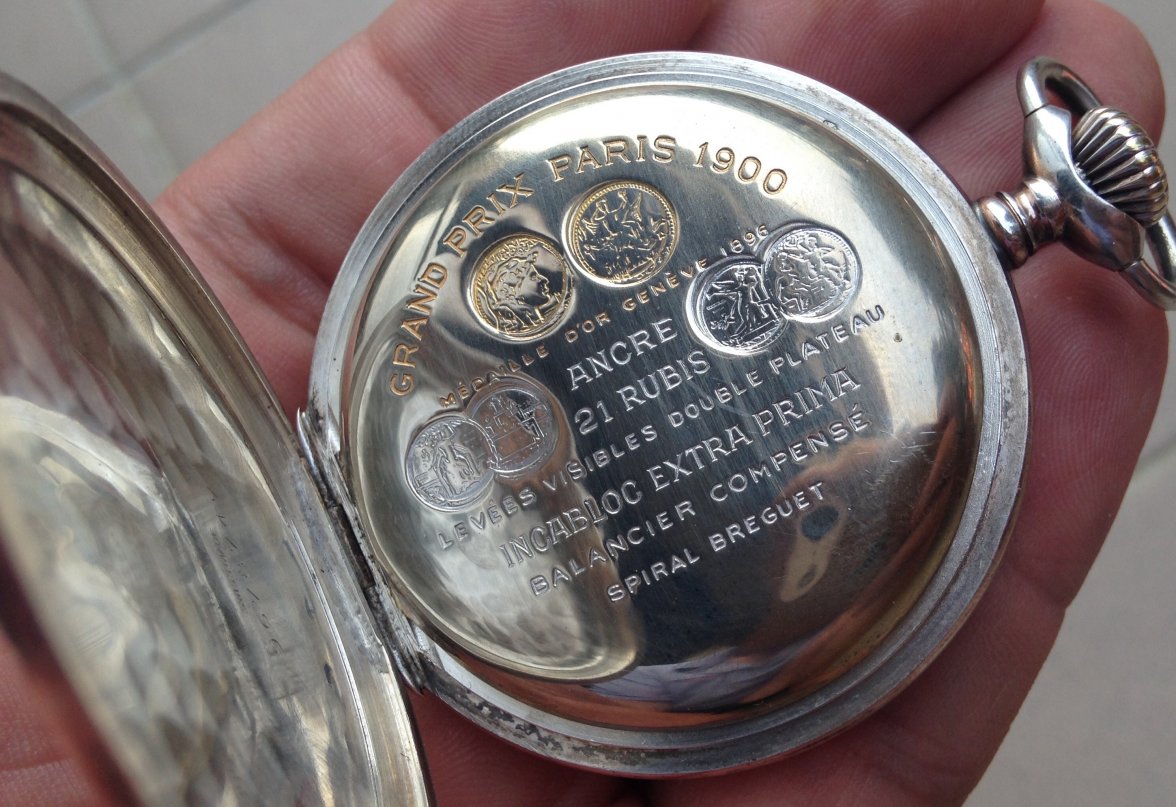 GRAND PRIX PARIS 1900
MÉDAILLE D'OR GENÈVE 1896
ANCRE
21 RUBIS
LEVÉES VISIBLES DOUBLE PLATEAU
INCABLOC EXTRA PRIMA
BALANCIER COMPENSÉ
SPIRAL BREGUET